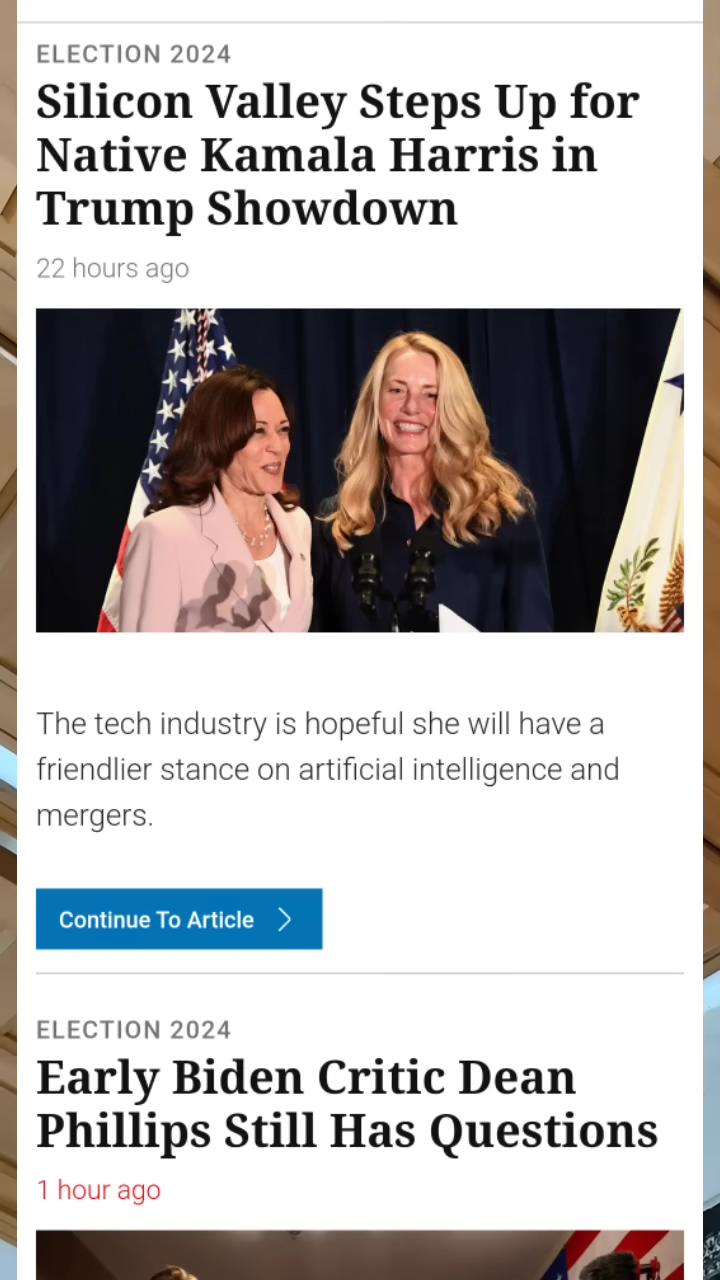 ELECTION 2024
Silicon Valley Steps Up for
Native Kamala Harris in
Trump Showdown
22 hours ago
The tech industry is hopeful she will have a
friendlier stance on artificial intelligence and
mergers.
Continue To Article
ELECTION 2024
Early Biden Critic Dean
Phillips Still Has Questions
1 hour ago